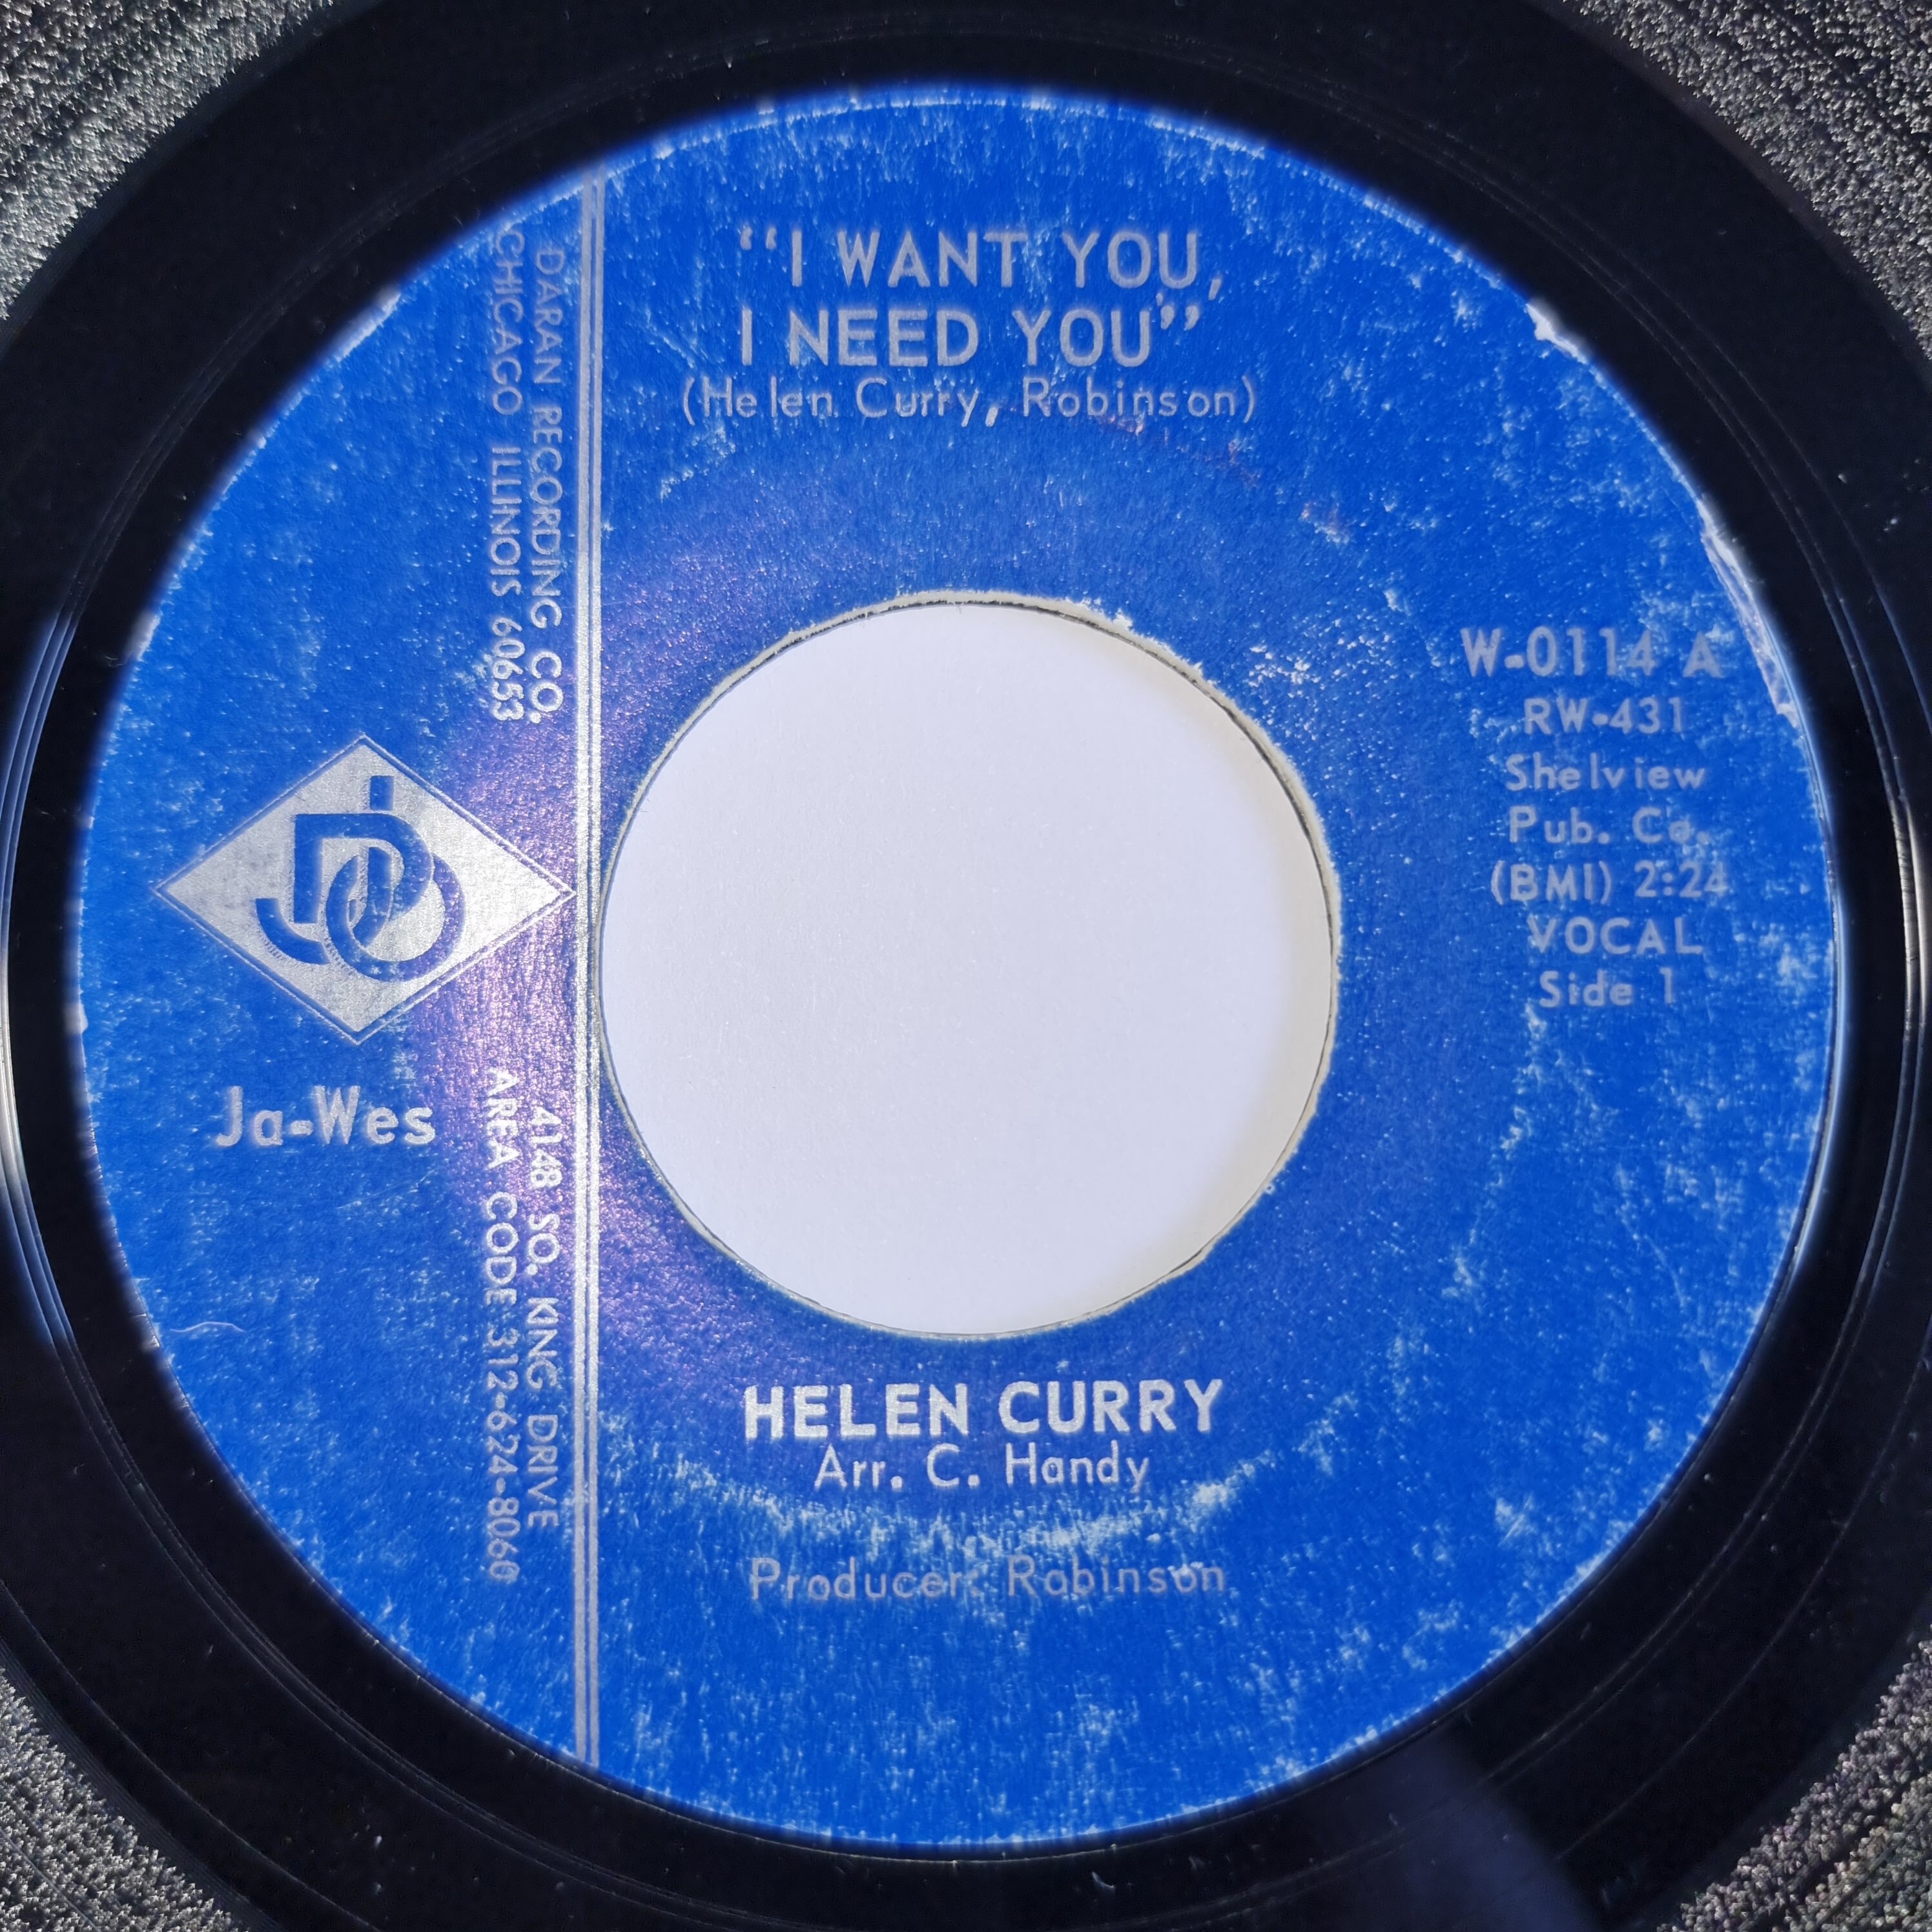 "I WANT YOU,
I NEED YOU"
(Helen Curry, Robinson)
DARAN RECORDING CO.
CHICAGO ILLINOIS 60653
W-0114 A
RW-431
Shelview
Pub. Co.
(BMI) 2:24
VOCAL
Side 1
Ja-Wes
4148 SO. KING DRIVE
AREA CODE 312-624-8060
HELEN CURRY
Arr. C. Handy
Producer: Robinson